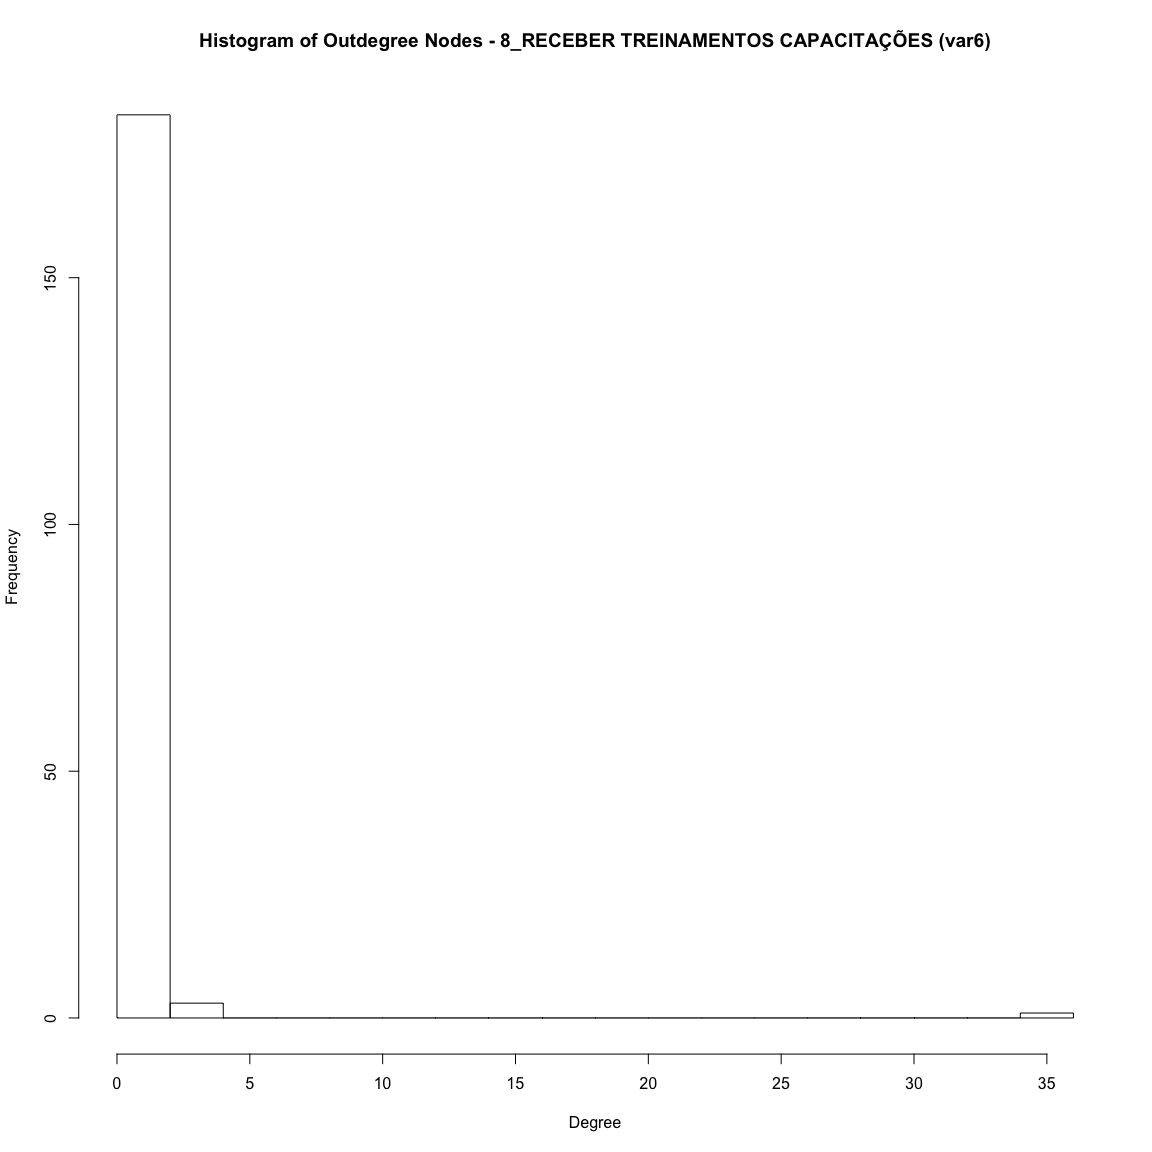 Histogram of Outdegree Nodes - 8_RECEBER TREINAMENTOS CAPACITAÇÕES (var6)
Frequency
150
100
50
0
0 5 10 15 20 25 30 35
Degree